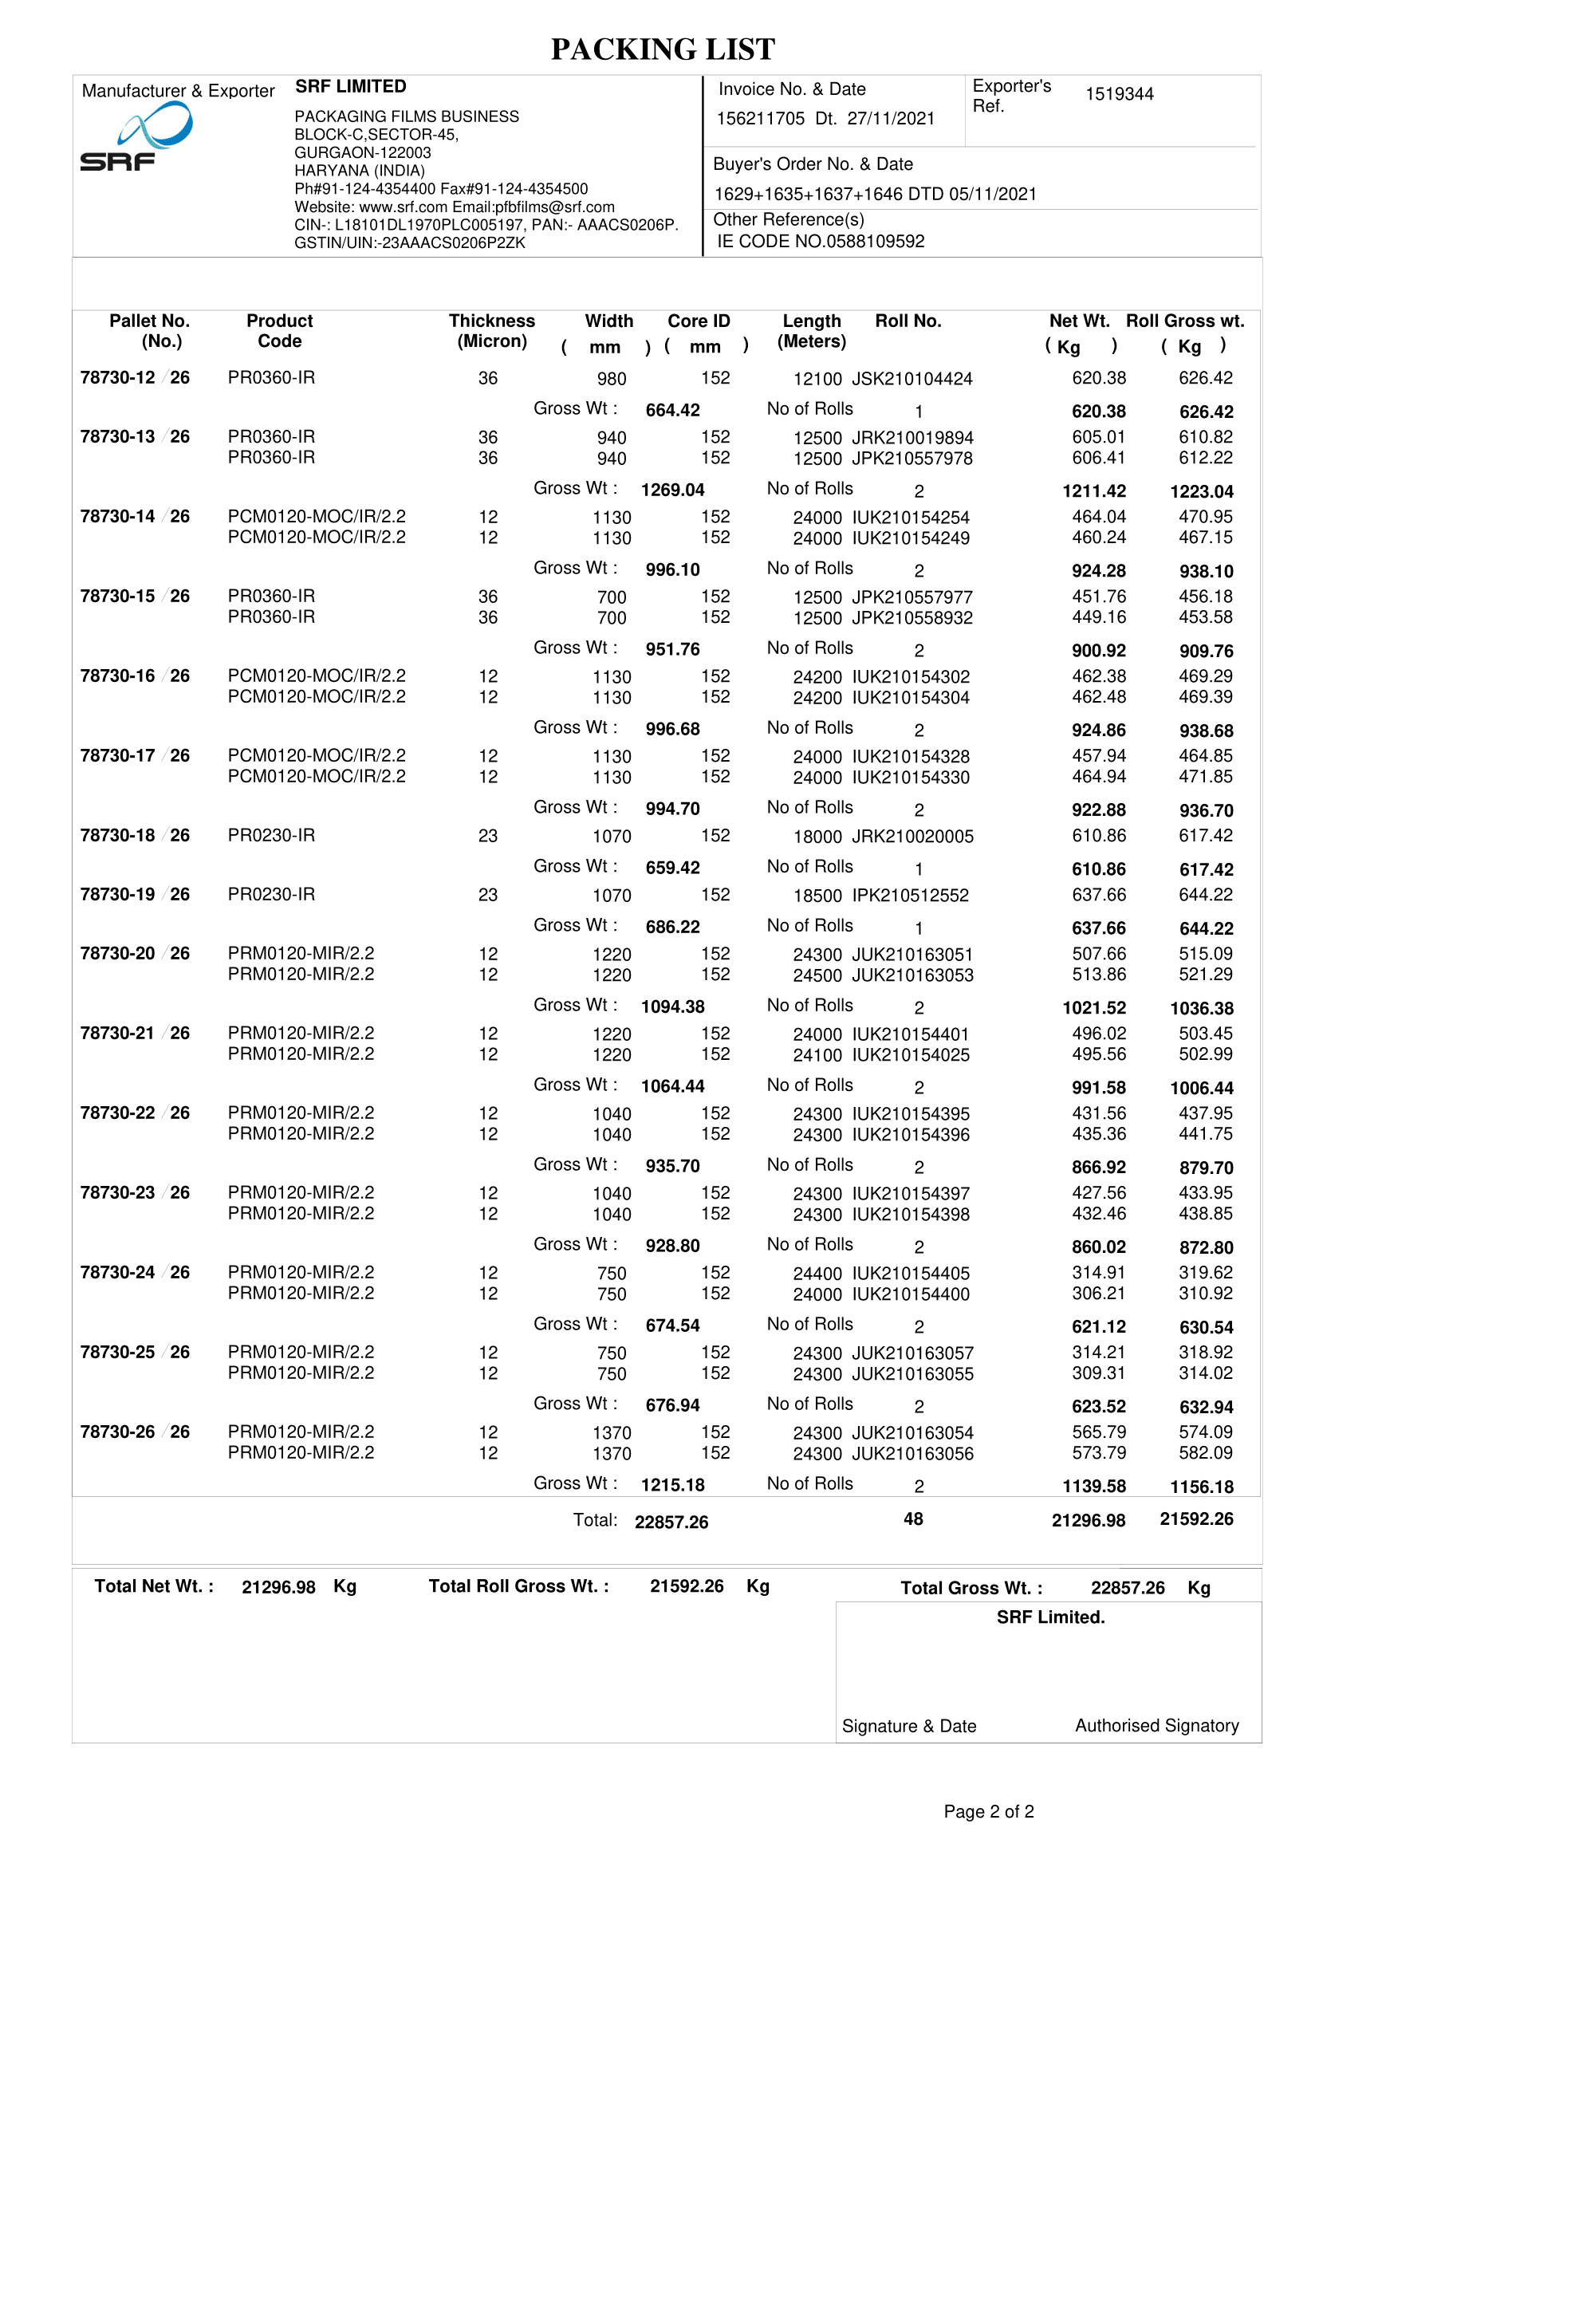 PACKING LIST
Manufacturer & Exporter SRF LIMITED
SRF
PACKAGING FILMS BUSINESS
BLOCK-C,SECTOR-45,
GURGAON-122003
HARYANA (INDIA)
Ph#91-124-4354400 Fax#91-124-4354500
Website: www.srf.com Email:pfbfilms@srf.com
CIN-: L18101DL1970PLC005197, PAN:- AAACS0206P.
GSTIN/UIN:-23AAACS0206P2ZK
Invoice No. & Date
156211705 Dt. 27/11/2021
Exporter's Ref. 1519344
Buyer's Order No. & Date
1629+1635+1637+1646 DTD 05/11/2021
Other Reference(s)
IE CODE NO.0588109592
Pallet No. Product Thickness Width Core ID Length Roll No. Net Wt. Roll Gross wt.
(No.) Code (Micron) ( mm ) ( mm ) (Meters) ( Kg ) ( Kg )
78730-12 / 26 PR0360-IR 36 980 152 12100 JSK210104424 620.38 626.42
Gross Wt : 664.42 No of Rolls 1 620.38 626.42
78730-13 / 26 PR0360-IR 36 940 152 12500 JRK210019894 605.01 610.82
PR0360-IR 36 940 152 12500 JPK210557978 606.41 612.22
Gross Wt : 1269.04 No of Rolls 2 1211.42 1223.04
78730-14 / 26 PCM0120-MOC/IR/2.2 12 1130 152 24000 IUK210154254 464.04 470.95
PCM0120-MOC/IR/2.2 12 1130 152 24000 IUK210154249 460.24 467.15
Gross Wt : 996.10 No of Rolls 2 924.28 938.10
78730-15 / 26 PR0360-IR 36 700 152 12500 JPK210557977 451.76 456.18
PR0360-IR 36 700 152 12500 JPK210558932 449.16 453.58
Gross Wt : 951.76 No of Rolls 2 900.92 909.76
78730-16 / 26 PCM0120-MOC/IR/2.2 12 1130 152 24200 IUK210154302 462.38 469.29
PCM0120-MOC/IR/2.2 12 1130 152 24200 IUK210154304 462.48 469.39
Gross Wt : 996.68 No of Rolls 2 924.86 938.68
78730-17 / 26 PCM0120-MOC/IR/2.2 12 1130 152 24000 IUK210154328 457.94 464.85
PCM0120-MOC/IR/2.2 12 1130 152 24000 IUK210154330 464.94 471.85
Gross Wt : 994.70 No of Rolls 2 922.88 936.70
78730-18 / 26 PR0230-IR 23 1070 152 18000 JRK210020005 610.86 617.42
Gross Wt : 659.42 No of Rolls 1 610.86 617.42
78730-19 / 26 PR0230-IR 23 1070 152 18500 IPK210512552 637.66 644.22
Gross Wt : 686.22 No of Rolls 1 637.66 644.22
78730-20 / 26 PRM0120-MIR/2.2 12 1220 152 24300 JUK210163051 507.66 515.09
PRM0120-MIR/2.2 12 1220 152 24500 JUK210163053 513.86 521.29
Gross Wt : 1094.38 No of Rolls 2 1021.52 1036.38
78730-21 / 26 PRM0120-MIR/2.2 12 1220 152 24000 IUK210154401 496.02 503.45
PRM0120-MIR/2.2 12 1220 152 24100 IUK210154025 495.56 502.99
Gross Wt : 1064.44 No of Rolls 2 991.58 1006.44
78730-22 / 26 PRM0120-MIR/2.2 12 1040 152 24300 IUK210154395 431.56 437.95
PRM0120-MIR/2.2 12 1040 152 24300 IUK210154396 435.36 441.75
Gross Wt : 935.70 No of Rolls 2 866.92 879.70
78730-23 / 26 PRM0120-MIR/2.2 12 1040 152 24300 IUK210154397 427.56 433.95
PRM0120-MIR/2.2 12 1040 152 24300 IUK210154398 432.46 438.85
Gross Wt : 928.80 No of Rolls 2 860.02 872.80
78730-24 / 26 PRM0120-MIR/2.2 12 750 152 24400 IUK210154405 314.91 319.62
PRM0120-MIR/2.2 12 750 152 24000 IUK210154400 306.21 310.92
Gross Wt : 674.54 No of Rolls 2 621.12 630.54
78730-25 / 26 PRM0120-MIR/2.2 12 750 152 24300 JUK210163057 314.21 318.92
PRM0120-MIR/2.2 12 750 152 24300 JUK210163055 309.31 314.02
Gross Wt : 676.94 No of Rolls 2 623.52 632.94
78730-26 / 26 PRM0120-MIR/2.2 12 1370 152 24300 JUK210163054 565.79 574.09
PRM0120-MIR/2.2 12 1370 152 24300 JUK210163056 573.79 582.09
Gross Wt : 1215.18 No of Rolls 2 1139.58 1156.18
Total: 22857.26 48 21296.98 21592.26
Total Net Wt. : 21296.98 Kg Total Roll Gross Wt. : 21592.26 Kg Total Gross Wt. : 22857.26 Kg
SRF Limited.
Signature & Date Authorised Signatory
Page 2 of 2